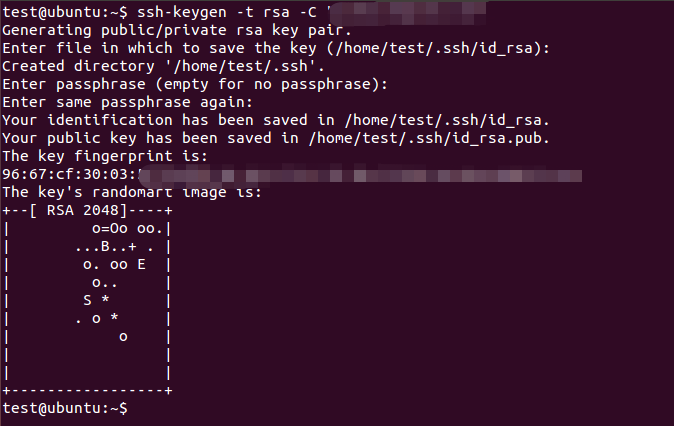 test@ubuntu:~$ ssh-keygen -t rsa -C "
Generating public/private rsa key pair.
Enter file in which to save the key (/home/test/.ssh/id_rsa):
Created directory '/home/test/.ssh'.
Enter passphrase (empty for no passphrase):
Enter same passphrase again:
Your identification has been saved in /home/test/.ssh/id_rsa.
Your public key has been saved in /home/test/.ssh/id_rsa.pub.
The key fingerprint is:
96:67:cf:30:03:
The key's randomart image is:
+--[ RSA 2048]----+
|          o=Oo oo.|
|        ...B..+ . |
|         o. oo E  |
|          o..     |
|         S *      |
|        . o *     |
|             o    |
|                  |
|                  |
+-----------------+
test@ubuntu:~$